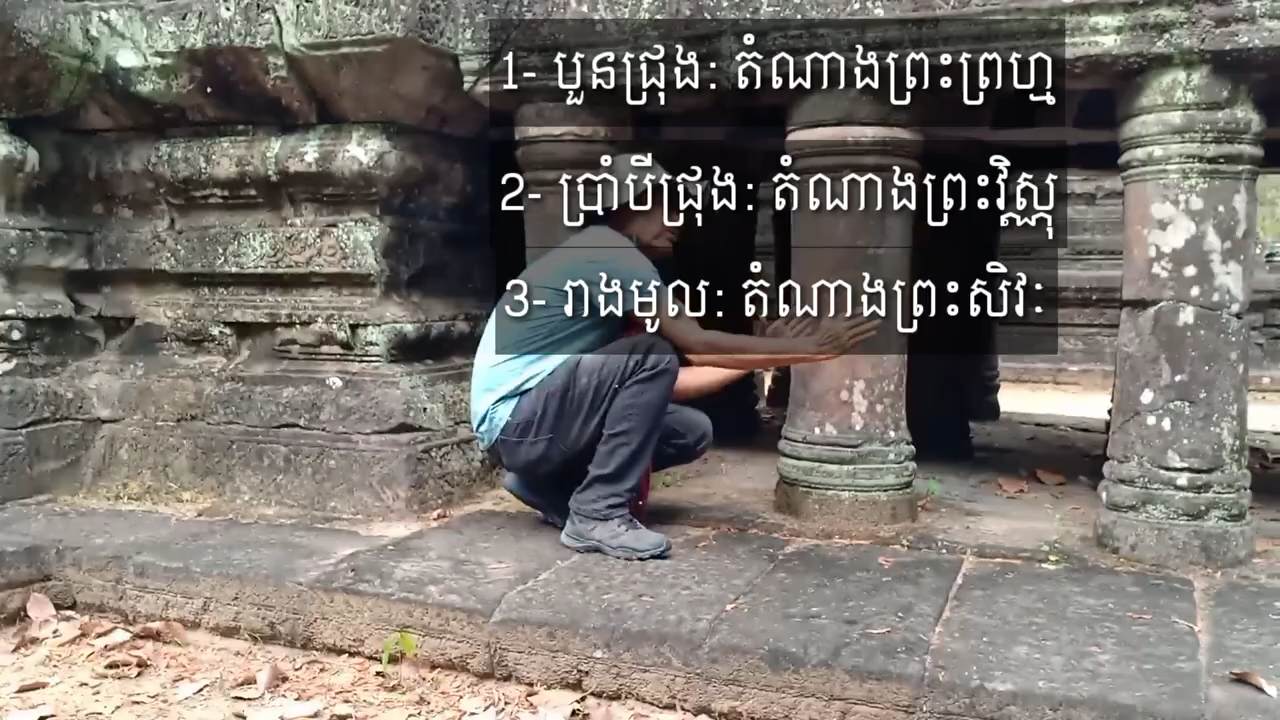 1- បួនជ្រុង: តំណាងព្រះព្រហ្ម
2- ប្រាំបីជ្រុង: តំណាងព្រះវិស្ណុ
3- រាងមូល: តំណាងព្រះសិវៈ